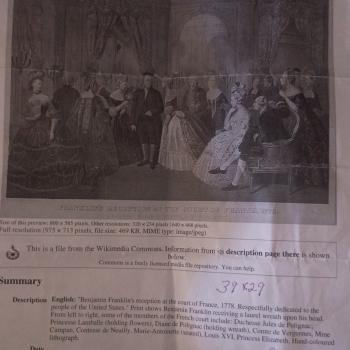 FRANKLIN'S RECEPTION AT THE COURT OF FRANCE, 1778.
Size of this preview: 800 × 585 pixels. Other resolutions: 320 × 234 pixels | 640 × 468 pixels.
Full resolution (975 × 713 pixels, file size: 469 KB, MIME type: image/jpeg)
This is a file from the Wikimedia Commons. Information from its description page there is shown
below.
Commons is a freely licensed media file repository. You can help.
39 x 29
Summary
Description English: "Benjamin Franklin's reception at the court of France, 1778. Respectfully dedicated to the
people of the United States." Print shows Benjamin Franklin receiving a laurel wreath upon his head.
From left to right, some of the members of the French court include: Duchesse Jules de Polignac,
Princesse Lamballe (holding flowers), Diane de Polignac (holding wreath), Comte de Vergennes, Mme
Campan, Contesse de Neuilly, Marie-Antoinette (seated), Louis XVI, Princess Elizabeth. Hand-coloured
lithograph.
Date